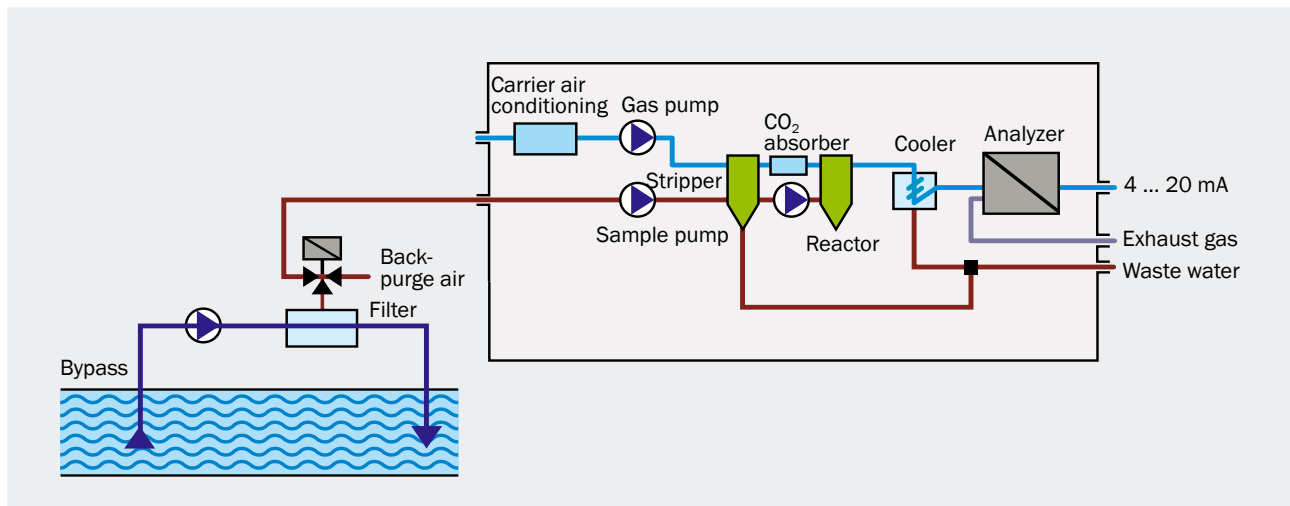 Carrier air
conditioning
Gas pump
CO₂
absorber
Cooler
Analyzer
Stripper
4 ... 20 mA
Sample pump
Reactor
Exhaust gas
Waste water
Back-
purge air
Filter
Bypass